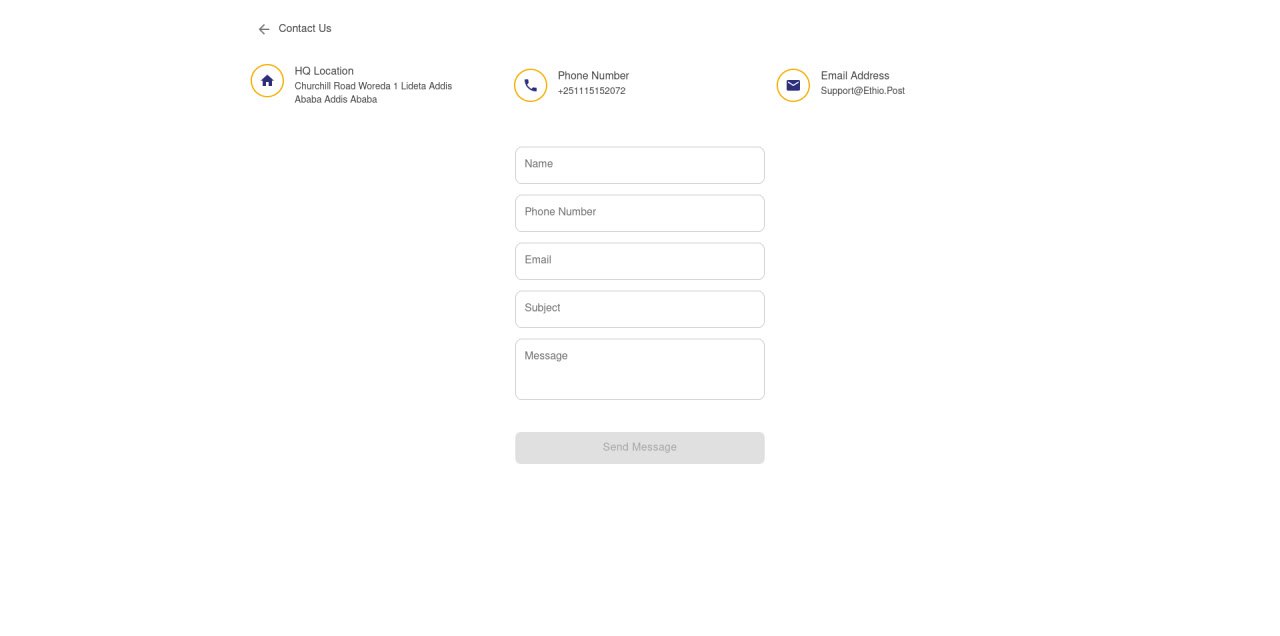 Contact Us
HQ Location
Churchill Road Woreda 1 Lideta Addis
Ababa Addis Ababa
Phone Number
+251115152072
Email Address
Support@Ethio.Post
Name
Phone Number
Email
Subject
Message
Send Message